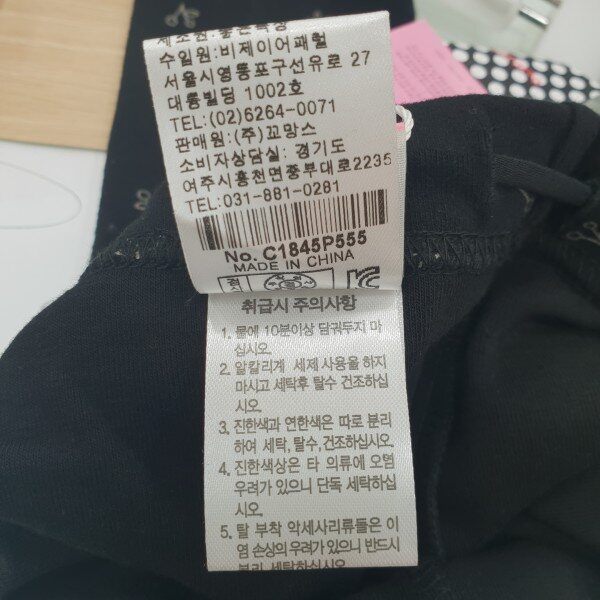 수입원:비제이어패럴
서울시영등포구선유로 27
대통빌딩 1002호
TEL:(02)6264-0071
판매원:(주)꼬망스
소비자상담실: 경기도
여주시흥천면중부대로2235
TEL:031-881-0281
No. C1845P555
MADE IN CHINA
취급시 주의사항
1. 물에 10분이상 담궈두지 마
십시오.
2. 알칼리계 세제 사용을 하지
마시고 세탁후 탈수 건조하십
시오.
3. 진한색과 연한색은 따로 분리
하여 세탁, 탈수,건조하십시오.
4. 진한색상은 타 의류에 오염
우려가 있으니 단독 세탁하십
시오.
5. 탈 부착 악세사리류들은 이
염 손상의 우려가 있으니 반드시
분리 세탁하십시오.